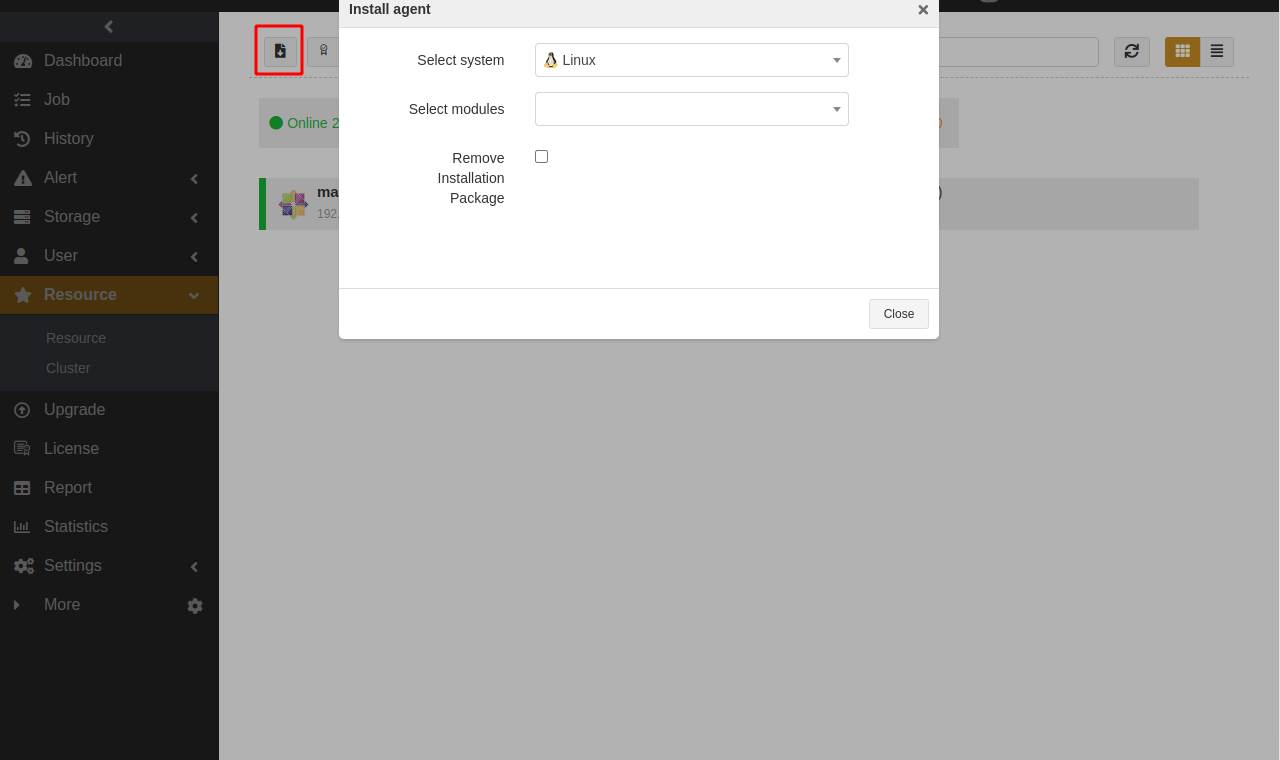 Install agent
Select system
Linux
Select modules
Remove
Installation
Package
Close
Dashboard
Job
History
Alert
Storage
User
Resource
Resource
Cluster
Upgrade
License
Report
Statistics
Settings
More
Online 2
ma
192.
)
)